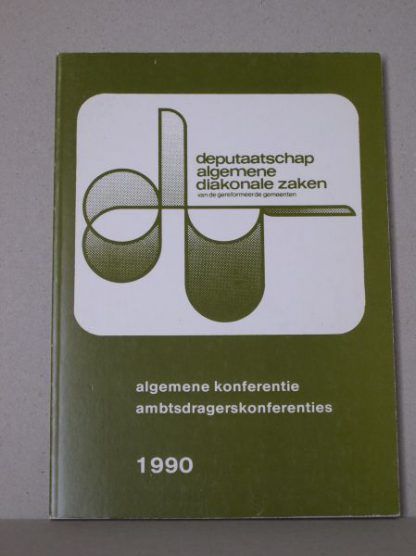 deputaatschap
algemene
diakonale zaken
van de gereformeerde gemeenten
algemene konferentie
ambtsdragerskonferenties
1990